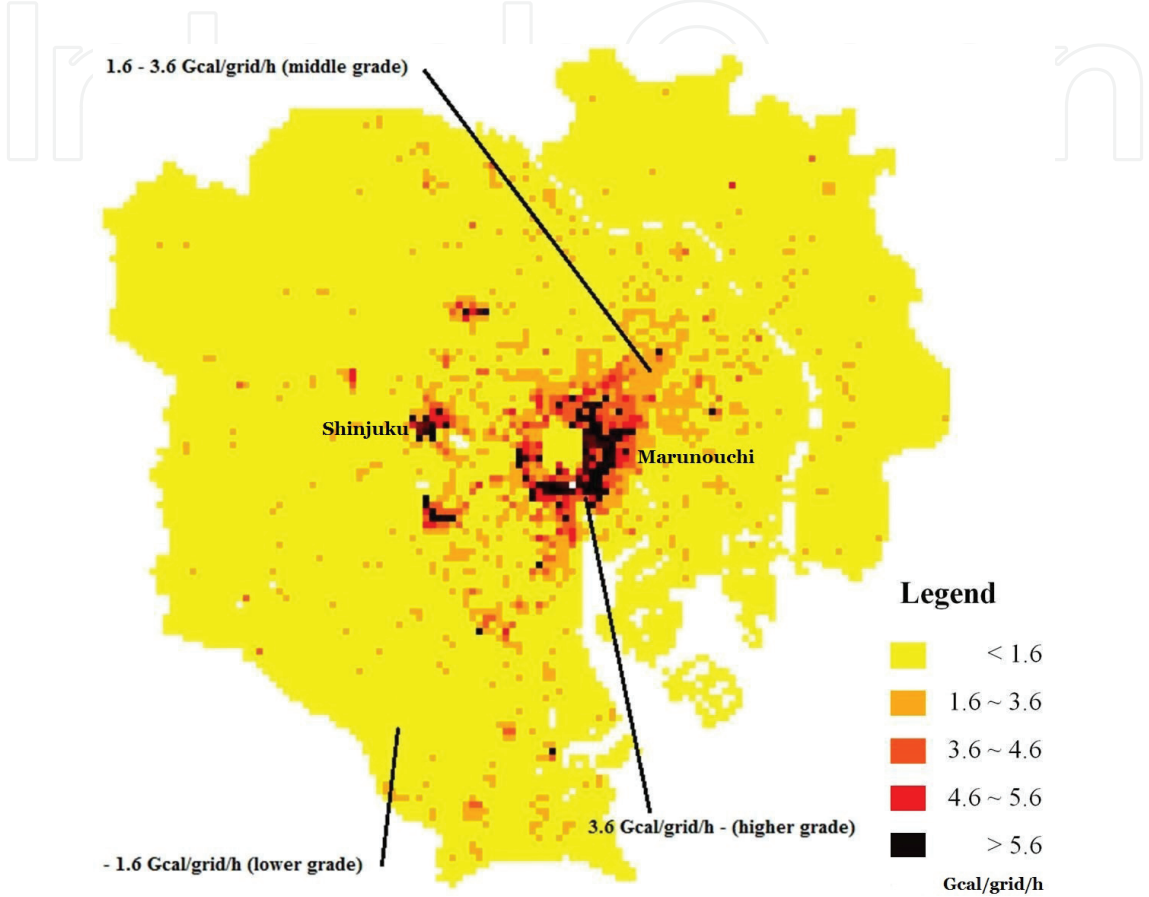 1.6 - 3.6 Gcal/grid/h (middle grade)
Shinjuku
Marunouchi
3.6 Gcal/grid/h - (higher grade)
- 1.6 Gcal/grid/h (lower grade)
Legend
< 1.6
1.6 ~ 3.6
3.6 ~ 4.6
4.6 ~ 5.6
> 5.6
Gcal/grid/h